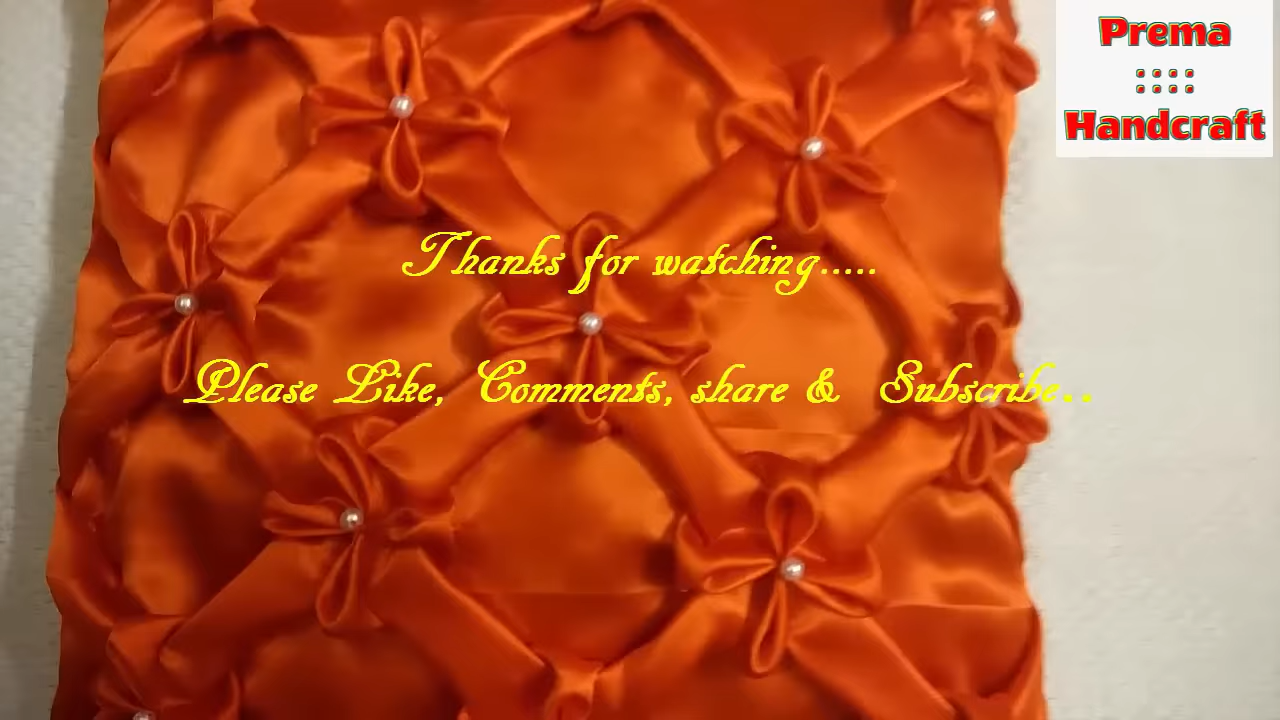 Prema
::::
Handcraft
Thanks for watching.....
Please Like, Comments, share & Subscribe..